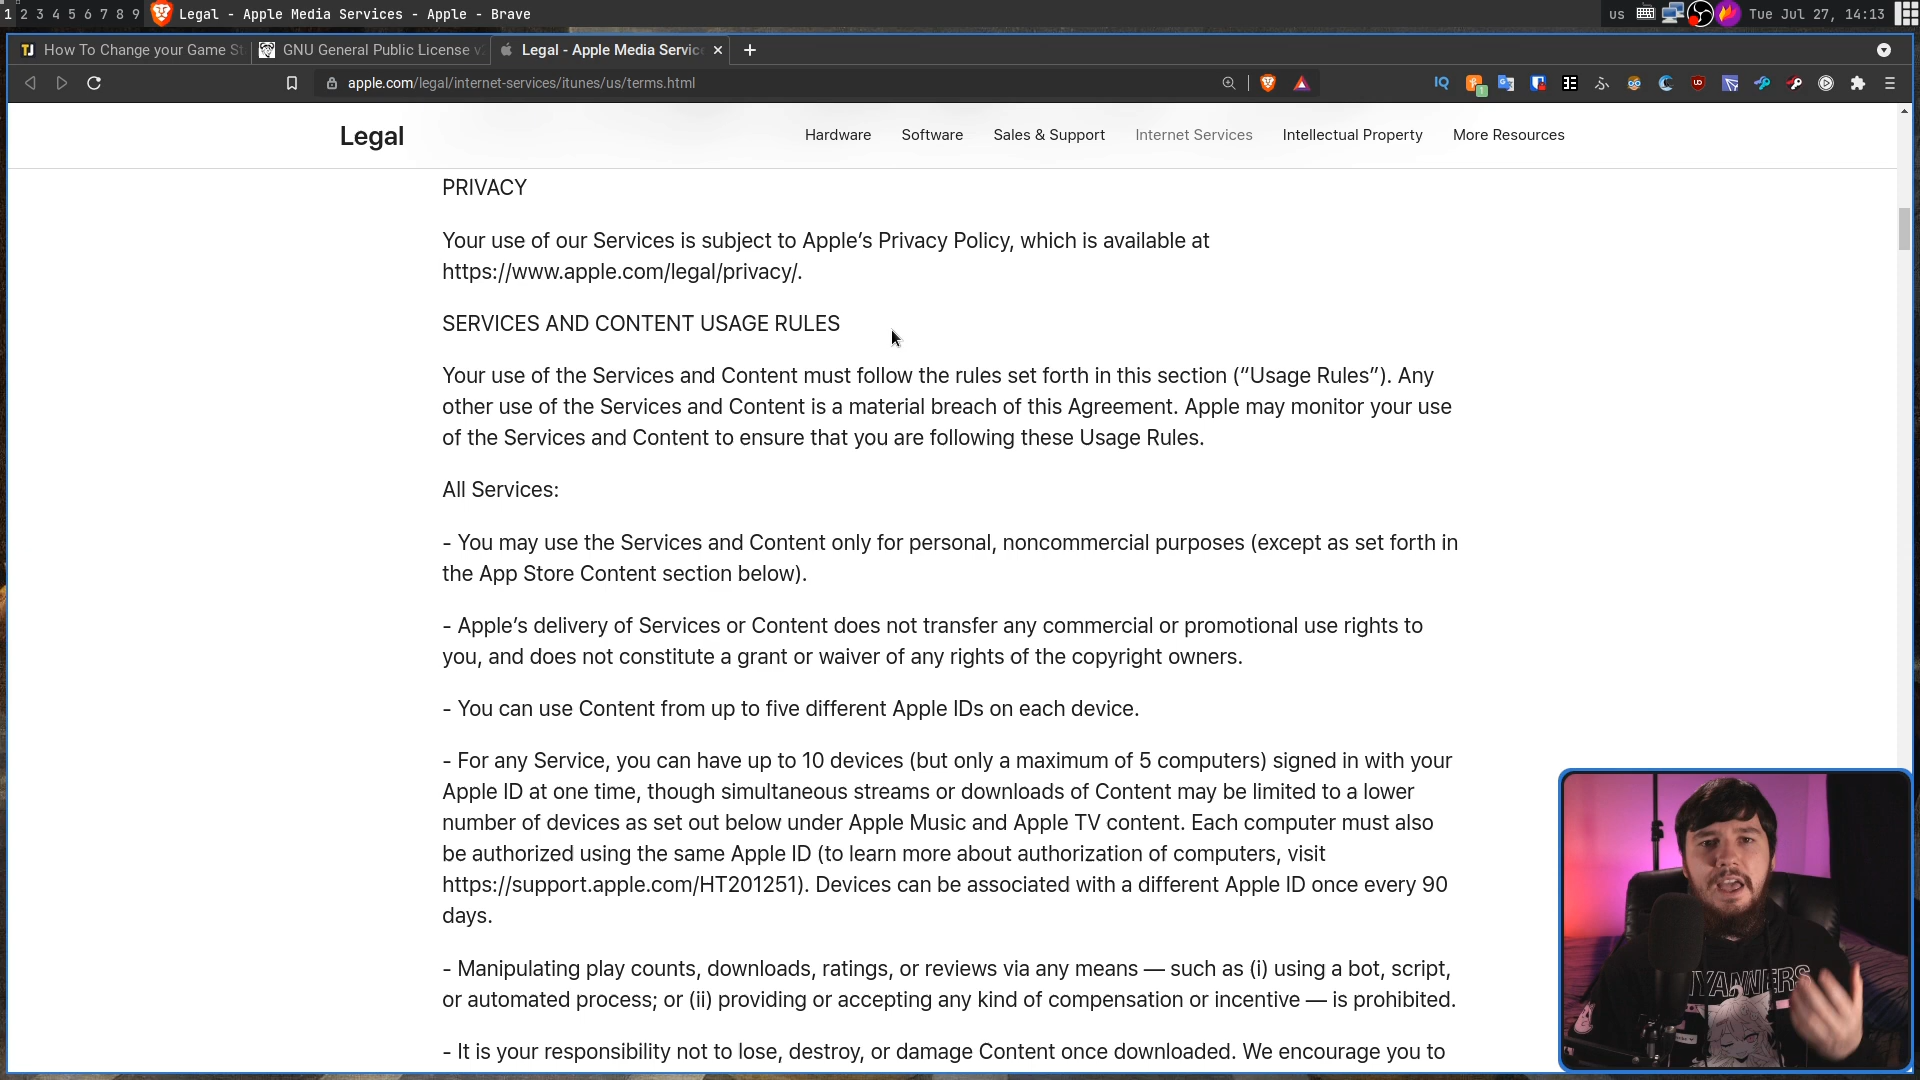 1 2 3 4 5 6 7 8 9 Legal - Apple Media Services - Apple - Brave us Tue Jul 27, 14:13
TJ How To Change your Game St GNU General Public License v Legal - Apple Media Servic
apple.com/legal/internet-services/itunes/us/terms.html IQ 1
Legal Hardware Software Sales & Support Internet Services Intellectual Property More Resources
PRIVACY
Your use of our Services is subject to Apple’s Privacy Policy, which is available at
https://www.apple.com/legal/privacy/.
SERVICES AND CONTENT USAGE RULES
Your use of the Services and Content must follow the rules set forth in this section (“Usage Rules”). Any
other use of the Services and Content is a material breach of this Agreement. Apple may monitor your use
of the Services and Content to ensure that you are following these Usage Rules.
All Services:
- You may use the Services and Content only for personal, noncommercial purposes (except as set forth in
the App Store Content section below).
- Apple’s delivery of Services or Content does not transfer any commercial or promotional use rights to
you, and does not constitute a grant or waiver of any rights of the copyright owners.
- You can use Content from up to five different Apple IDs on each device.
- For any Service, you can have up to 10 devices (but only a maximum of 5 computers) signed in with your
Apple ID at one time, though simultaneous streams or downloads of Content may be limited to a lower
number of devices as set out below under Apple Music and Apple TV content. Each computer must also
be authorized using the same Apple ID (to learn more about authorization of computers, visit
https://support.apple.com/HT201251). Devices can be associated with a different Apple ID once every 90
days.
- Manipulating play counts, downloads, ratings, or reviews via any means — such as (i) using a bot, script,
or automated process; or (ii) providing or accepting any kind of compensation or incentive — is prohibited.
- It is your responsibility not to lose, destroy, or damage Content once downloaded. We encourage you to